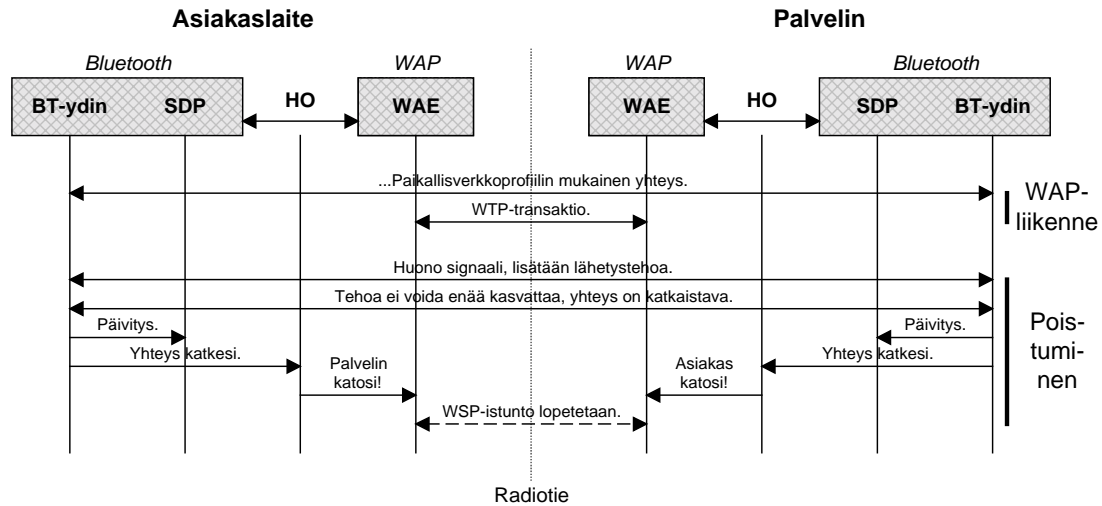 Asiakaslaite
Palvelin
Bluetooth
WAP
WAP
Bluetooth
BT-ydin
SDP
HO
WAE
WAE
HO
SDP
BT-ydin
...Paikallisverkkoprofiilin mukainen yhteys.
WTP-transaktio.
WAP-
liikenne
Huono signaali, lisätään lähetystehoa.
Tehoa ei voida enää kasvattaa, yhteys on katkaistava.
Päivitys.
Päivitys.
Yhteys katkesi.
Yhteys katkesi.
Palvelin
katosi!
Asiakas
katosi!
WSP-istunto lopetetaan.
Pois-
tumi-
nen
Radiotie